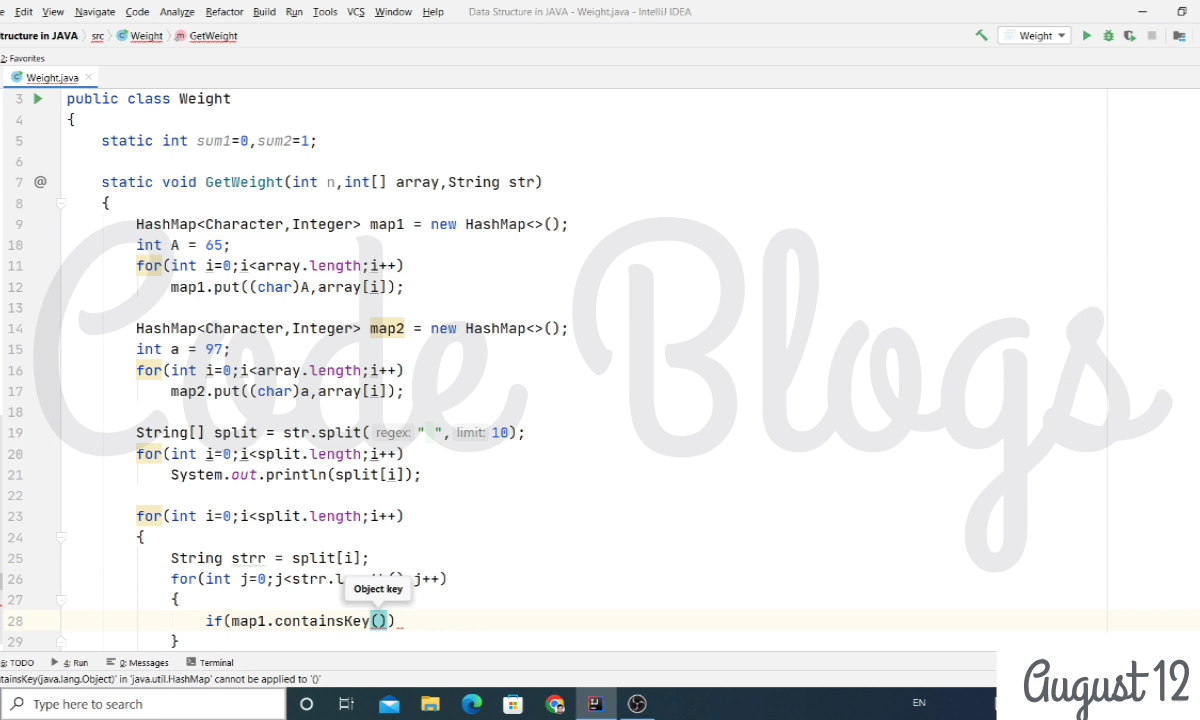 e Edit View Navigate Code Analyze Refactor Build Run Tools VCS Window Help Data Structure in JAVA - Weight.java - IntelliJ IDEA
tructure in JAVA src Weight GetWeight Weight
2: Favorites
Weight.java
3 public class Weight
4 {
5 static int sum1=0,sum2=1;
6
7 @ static void GetWeight(int n,int[] array,String str)
8 {
9 HashMap<Character,Integer> map1 = new HashMap<>();
10 int A = 65;
11 for(int i=0;i<array.length;i++)
12 map1.put((char)A,array[i]);
13
14 HashMap<Character,Integer> map2 = new HashMap<>();
15 int a = 97;
16 for(int i=0;i<array.length;i++)
17 map2.put((char)a,array[i]);
18
19 String[] split = str.split( regex: " ", limit: 10);
20 for(int i=0;i<split.length;i++)
21 System.out.println(split[i]);
22
23 for(int i=0;i<split.length;i++)
24 {
25 String strr = split[i];
26 for(int j=0;j<strr. j++)
Object key
27 {
28 if(map1.containsKey())
29 }
Code Blogs
6: TODO 4: Run 0: Messages Terminal
tainsKey(java.lang.Object)' in 'java.util.HashMap' cannot be applied to '()'
Type here to search EN
August 12